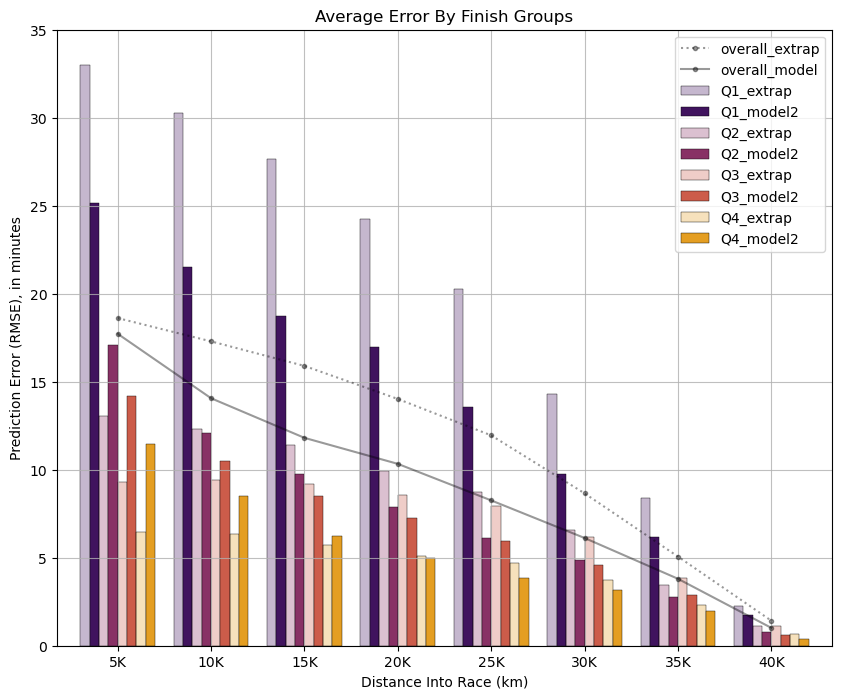 Average Error By Finish Groups
35
30
25
20
15
10
5
0
Prediction Error (RMSE), in minutes
overall_extrap
overall_model
Q1_extrap
Q1_model2
Q2_extrap
Q2_model2
Q3_extrap
Q3_model2
Q4_extrap
Q4_model2
5K 10K 15K 20K 25K 30K 35K 40K
Distance Into Race (km)